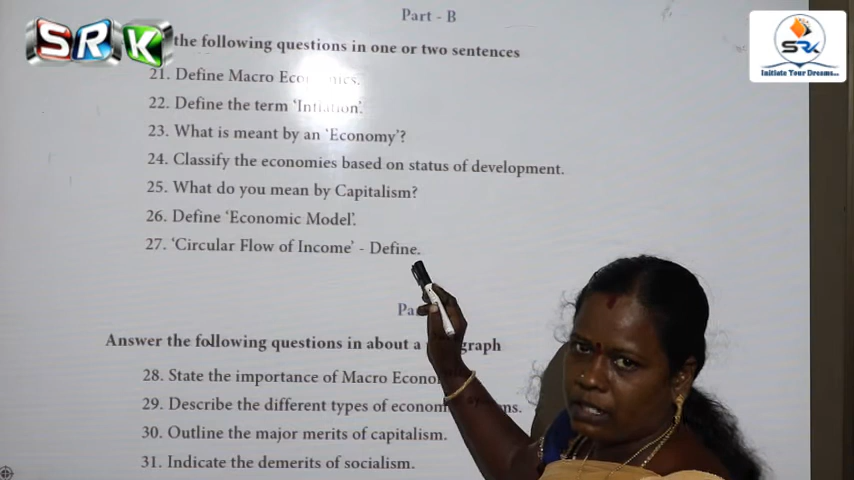 Part - B
SRK
the following questions in one or two sentences
SRK
Initiate Your Dreams...
21. Define Macro Economics.
22. Define the term 'Inflation'.
23. What is meant by an 'Economy'?
24. Classify the economies based on status of development.
25. What do you mean by Capitalism?
26. Define 'Economic Model'.
27. 'Circular Flow of Income' - Define.
Answer the following questions in about a
28. State the importance of Macro
29. Describe the different types of
30. Outline the major merits of capitalism.
31. Indicate the demerits of socialism.